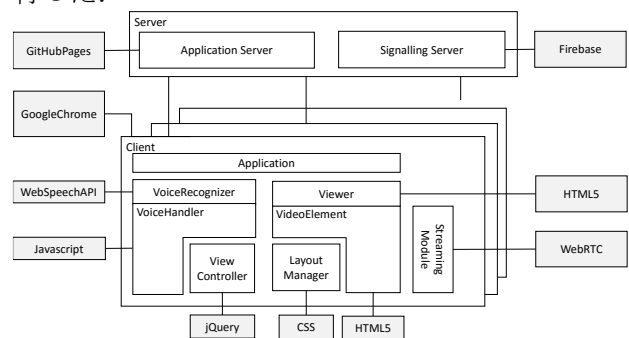 Server
GitHubPages
Application Server
Signalling Server
Firebase
GoogleChrome
Client
Application
WebSpeechAPI
VoiceRecognizer
Viewer
HTML5
VoiceHandler
VideoElement
Javascript
View
Controller
Layout
Manager
Streaming
Module
WebRTC
jQuery
CSS
HTML5